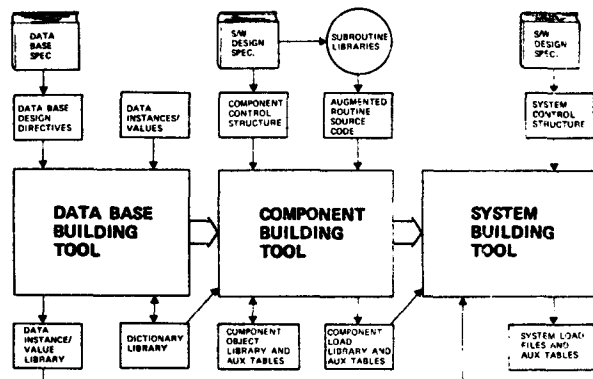 DATA
BASE
SPEC
S/W
DESIGN
SPEC.
SUBROUTINE
LIBRARIES
S/W
DESIGN
SPEC.
DATA BASE
DESIGN
DIRECTIVES
DATA
INSTANCES/
VALUES
COMPONENT
CONTROL
STRUCTURE
AUGMENTED
ROUTINE
SOURCE
CODE
SYSTEM
CONTROL
STRUCTURE
DATA BASE
BUILDING
TOOL
COMPONENT
BUILDING
TOOL
SYSTEM
BUILDING
TOOL
DATA
INSTANCE/
VALUE
LIBRARY
DICTIONARY
LIBRARY
COMPONENT
OBJECT
LIBRARY AND
AUX TABLES
COMPONENT
LOAD
LIBRARY AND
AUX TABLES
SYSTEM LOAD
FILES AND
AUX TABLES